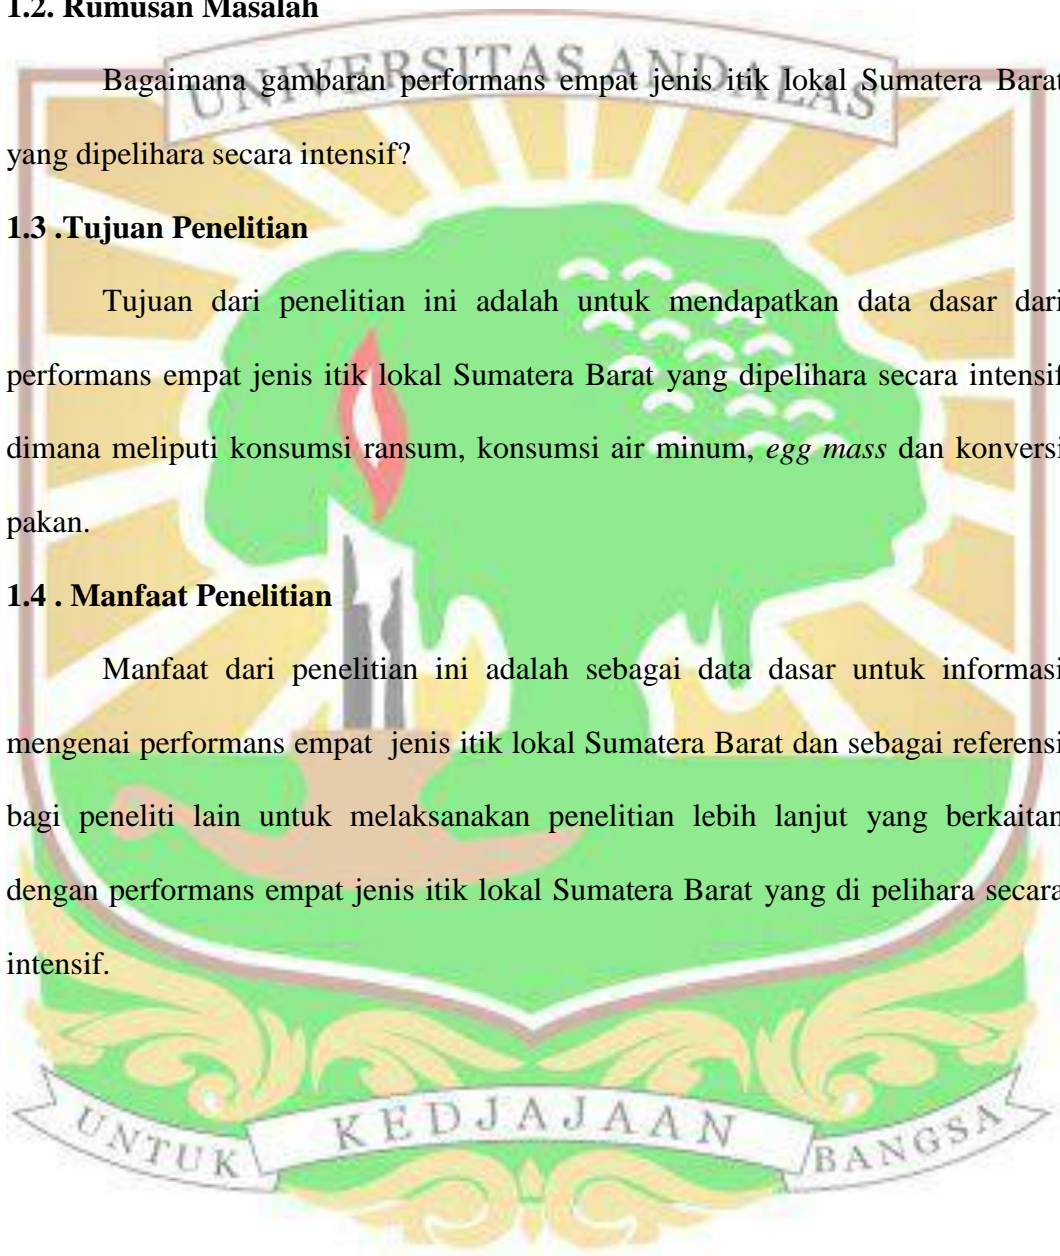 1.2. Rumusan Masalah
UNIVERSITAS ANDALAS
Bagaimana gambaran performans empat jenis itik lokal Sumatera Barat
yang dipelihara secara intensif?
1.3 .Tujuan Penelitian
Tujuan dari penelitian ini adalah untuk mendapatkan data dasar dari
performans empat jenis itik lokal Sumatera Barat yang dipelihara secara intensif
dimana meliputi konsumsi ransum, konsumsi air minum, egg mass dan konversi
pakan.
1.4 . Manfaat Penelitian
Manfaat dari penelitian ini adalah sebagai data dasar untuk informasi
mengenai performans empat jenis itik lokal Sumatera Barat dan sebagai referensi
bagi peneliti lain untuk melaksanakan penelitian lebih lanjut yang berkaitan
dengan performans empat jenis itik lokal Sumatera Barat yang di pelihara secara
intensif.
UNTUK KEDJAJAAN BANGSA